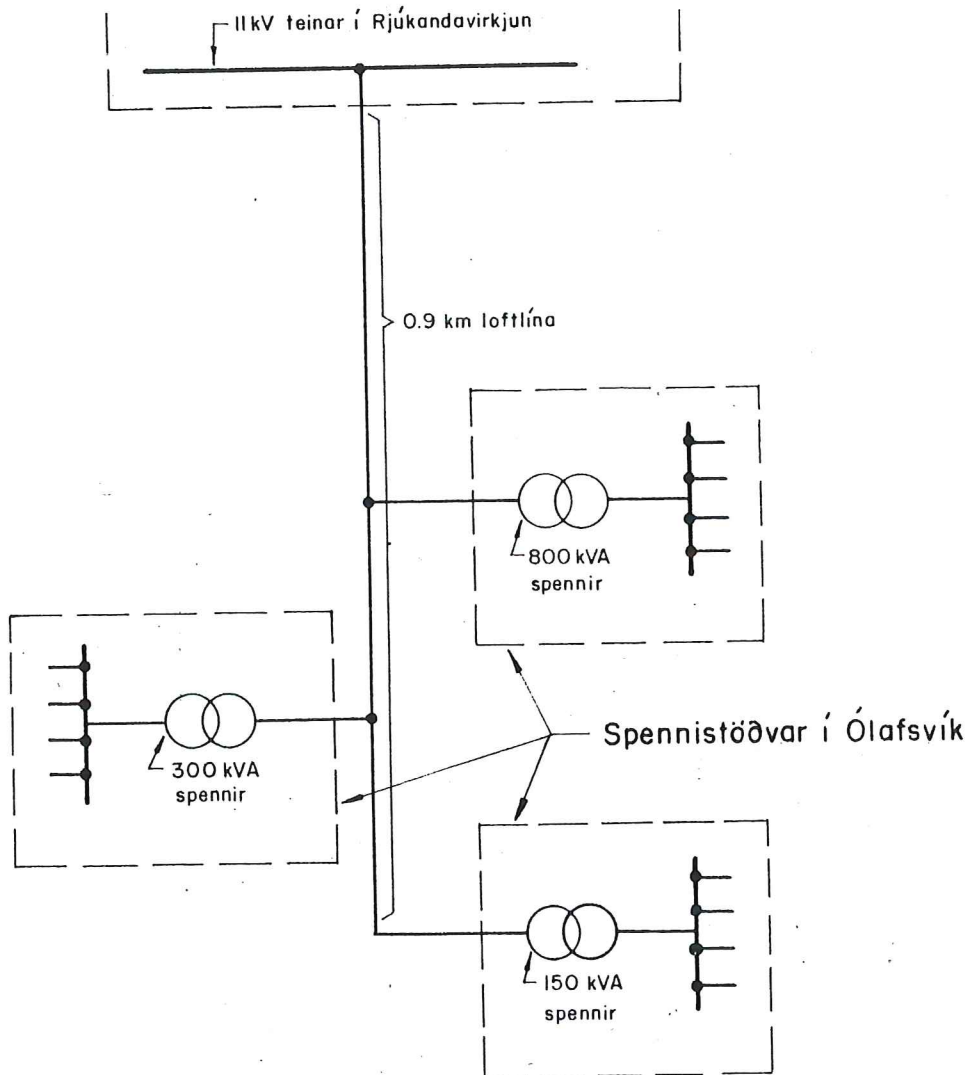 11 kV teinar í Rjúkandavirkjun
0.9 km loftlína
800 kVA
spennir
300 kVA
spennir
Spennistöðvar í Ólafsvík
150 kVA
spennir